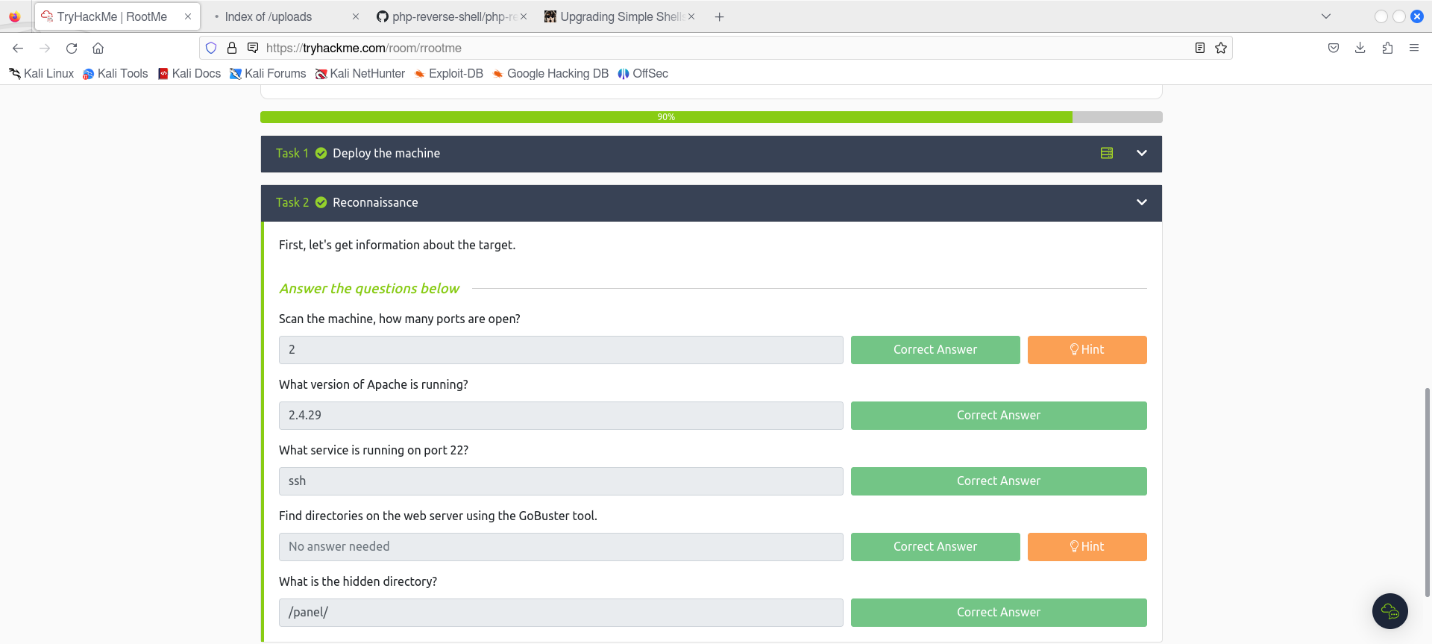 TryHackMe | RootMe
Index of /uploads
php-reverse-shell/php-re
Upgrading Simple Shells
https://tryhackme.com/room/rrootme
Kali Linux Kali Tools Kali Docs Kali Forums Kali NetHunter Exploit-DB Google Hacking DB OffSec
90%
Task 1 Deploy the machine
Task 2 Reconnaissance
First, let's get information about the target.
Answer the questions below
Scan the machine, how many ports are open?
2 Correct Answer Hint
What version of Apache is running?
2.4.29 Correct Answer
What service is running on port 22?
ssh Correct Answer
Find directories on the web server using the GoBuster tool.
No answer needed Correct Answer Hint
What is the hidden directory?
/panel/ Correct Answer